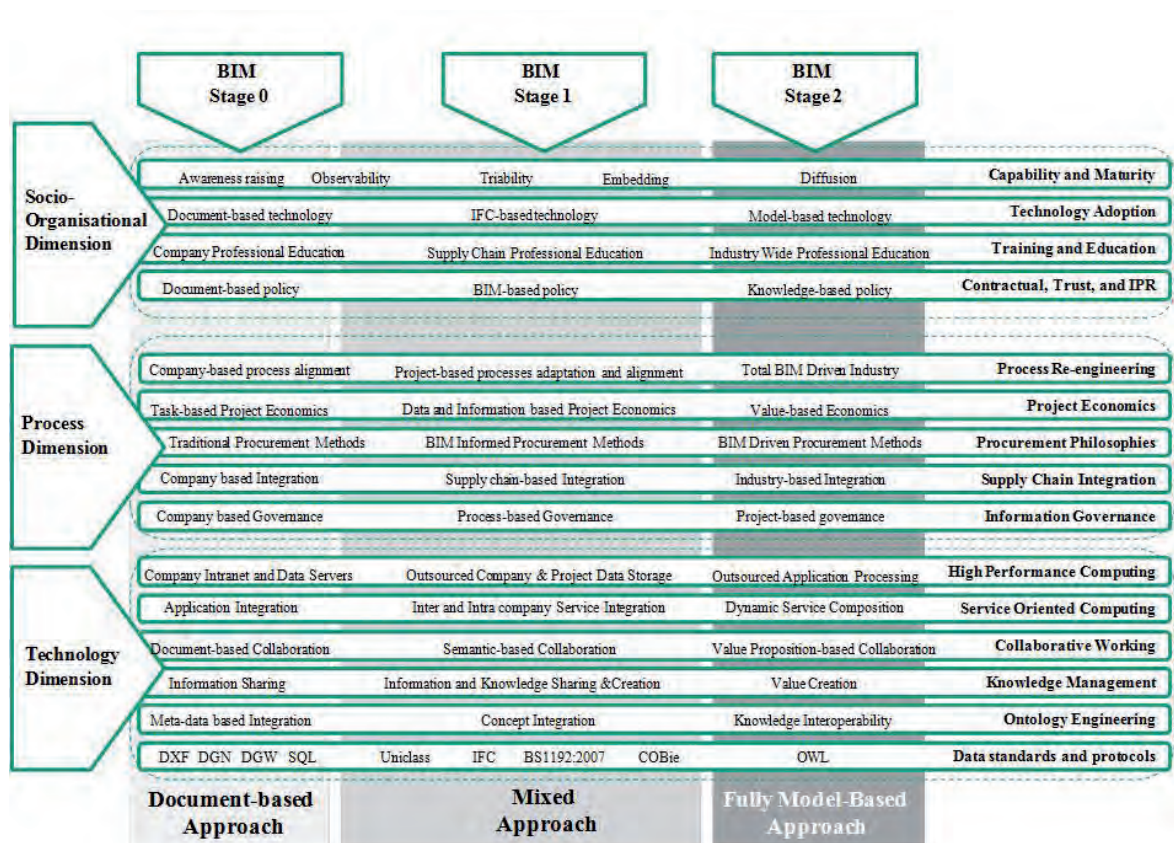 BIM
Stage 0
BIM
Stage 1
BIM
Stage 2
Socio-
Organisational
Dimension
Awareness raising Observability Triability Embedding Diffusion Capability and Maturity
Document-based technology IFC-based technology Model-based technology Technology Adoption
Company Professional Education Supply Chain Professional Education Industry Wide Professional Education Training and Education
Document-based policy BIM-based policy Knowledge-based policy Contractual, Trust, and IPR
Process
Dimension
Company-based process alignment Project-based processes adaptation and alignment Total BIM Driven Industry Process Re-engineering
Task-based Project Economics Data and Information based Project Economics Value-based Economics Project Economics
Traditional Procurement Methods BIM Informed Procurement Methods BIM Driven Procurement Methods Procurement Philosophies
Company based Integration Supply chain-based Integration Industry-based Integration Supply Chain Integration
Company based Governance Process-based Governance Project-based governance Information Governance
Technology
Dimension
Company Intranet and Data Servers Outsourced Company & Project Data Storage Outsourced Application Processing High Performance Computing
Application Integration Inter and Intra company Service Integration Dynamic Service Composition Service Oriented Computing
Document-based Collaboration Semantic-based Collaboration Value Proposition-based Collaboration Collaborative Working
Information Sharing Information and Knowledge Sharing &Creation Value Creation Knowledge Management
Meta-data based Integration Concept Integration Knowledge Interoperability Ontology Engineering
DXF DGN DGW SQL Uniclass IFC BS1192:2007 COBie OWL Data standards and protocols
Document-based
Approach
Mixed
Approach
Fully Model-Based
Approach